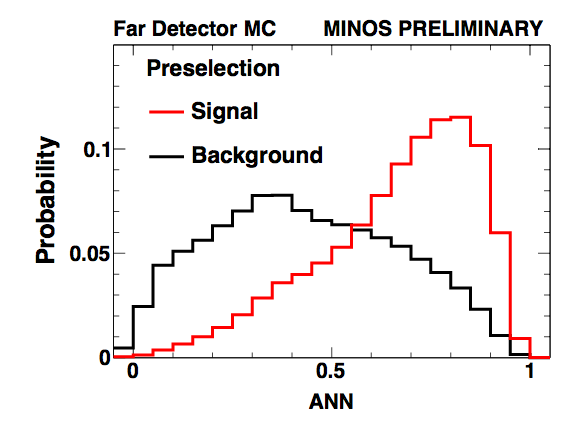 Far Detector MC MINOS PRELIMINARY
Preselection
Signal
Background
Probability
0.1
0.05
0
0 0.5 1
ANN